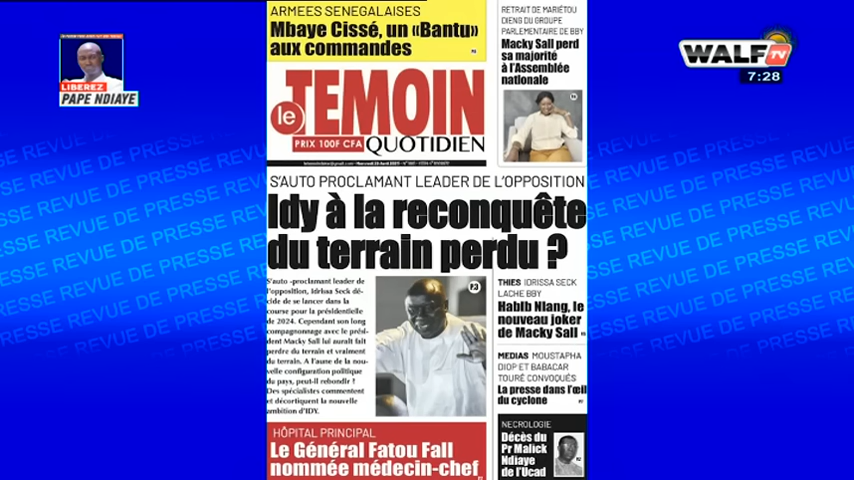 LIBEREZ
PAPE NDIAYE
WALF TV
7:28
REVUE DE PRESSE REVUE DE PRESSE
ARMEES SENEGALAISES
Mbaye Cissé, un «Bantu»
aux commandes
le TEMOIN
PRIX 100F CFA QUOTIDIEN
RETRAIT DE MARIÉTOU
DIENG DU GROUPE
PARLEMENTAIRE DE BBY
Macky Sall perd
sa majorité
à l'Assemblée
nationale
S'AUTO PROCLAMANT LEADER DE L'OPPOSITION
Idy à la reconquête
du terrain perdu ?
S'auto -proclamant leader de
l'opposition, Idrissa Seck dé-
cide de se lancer dans la
course pour la présidentielle
de 2024. Cependant son long
compagnonnage avec le prési-
dent Macky Sall lui aurait fait
perdre du terrain et vraiment
du terrain. A l'aune de la nou-
velle configuration politique
du pays, peut-il rebondir ?
Des spécialistes commentent
et décortiquent la nouvelle
ambition d'IDY.
P.3
THIES IDRISSA SECK
LACHE BBY
Habib Niang, le
nouveau joker
de Macky Sall
MEDIAS MOUSTAPHA
DIOP ET BABACAR
TOURÉ CONVOQUÉS
La presse dans l'œil
du cyclone
HÔPITAL PRINCIPAL
Le Général Fatou Fall
nommée médecin-chef
NECROLOGIE
Décès du
Pr Malick
Ndiaye
de l'Ucad